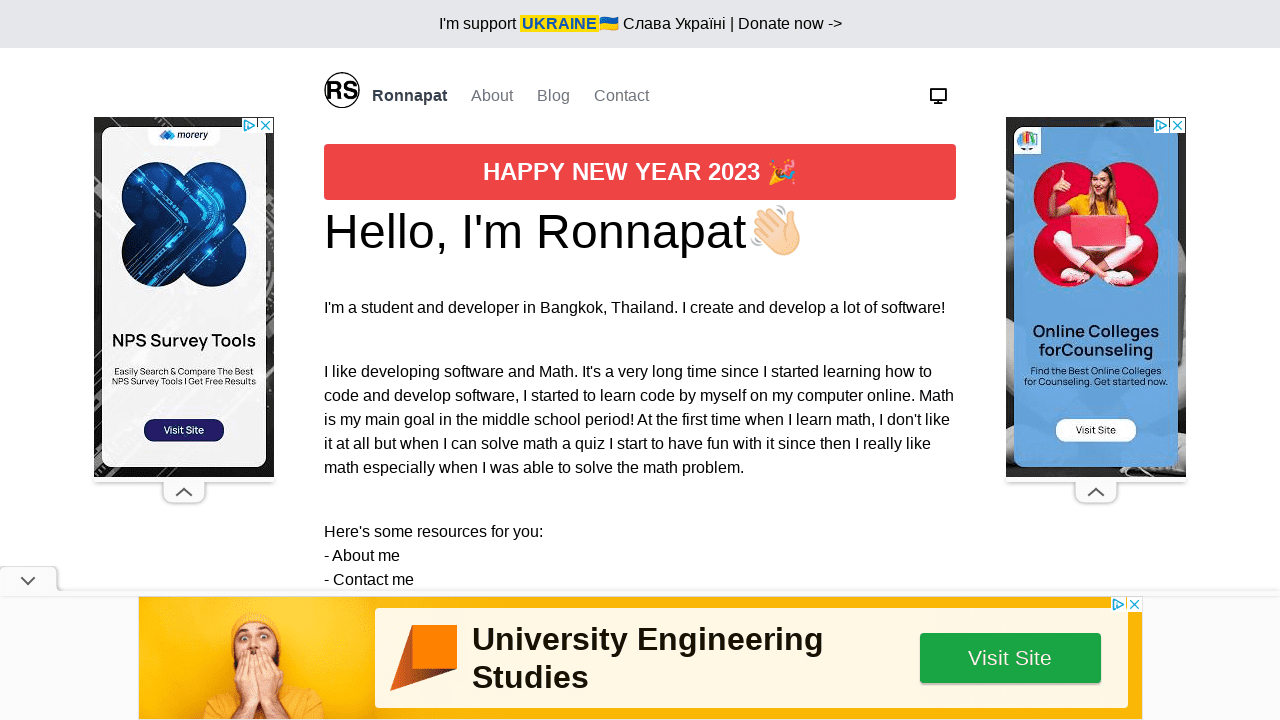 I'm support UKRAINE🇺🇦 Слава Україні | Donate now ->
RS Ronnapat About Blog Contact
HAPPY NEW YEAR 2023 🎉
Hello, I'm Ronnapat👋🏻
I'm a student and developer in Bangkok, Thailand. I create and develop a lot of software!
I like developing software and Math. It's a very long time since I started learning how to
code and develop software, I started to learn code by myself on my computer online. Math
is my main goal in the middle school period! At the first time when I learn math, I don't like
it at all but when I can solve math a quiz I start to have fun with it since then I really like
math especially when I was able to solve the math problem.
Here's some resources for you:
- About me
- Contact me
morery
NPS Survey Tools
Easily Search & Compare The Best
NPS Survey Tools | Get Free Results
Visit Site
Online Colleges
forCounseling
Find the Best Online Colleges
for Counseling. Get started now.
Visit Site
University Engineering
Studies
Visit Site